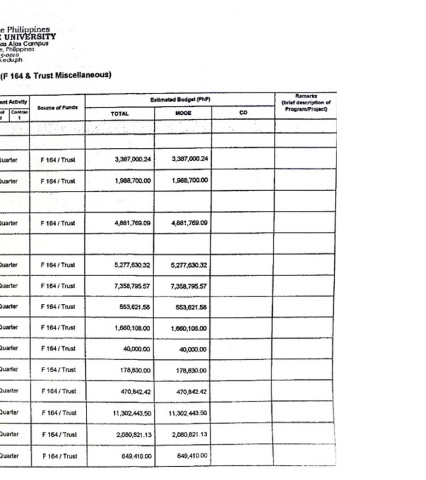 e Philippines
UNIVERSITY
as Alas Campus
e, Philippines
.edu.ph
(F 164 & Trust Miscellaneous)
ent Activity Source of Funds Estimated Budget (PhP) Remarks (brief description of Program/Project)
TOTAL MOOE CO
Quarter F 164 / Trust 3,387,000.24 3,387,000.24
Quarter F 164 / Trust 1,968,700.00 1,968,700.00
Quarter F 164 / Trust 4,881,769.09 4,881,769.09
Quarter F 164 / Trust 5,277,630.32 5,277,630.32
Quarter F 164 / Trust 7,358,795.57 7,358,795.57
Quarter F 164 / Trust 553,621.58 553,621.58
Quarter F 164 / Trust 1,660,108.00 1,660,108.00
Quarter F 164 / Trust 40,000.00 40,000.00
Quarter F 164 / Trust 178,830.00 178,830.00
Quarter F 164 / Trust 470,842.42 470,842.42
Quarter F 164 / Trust 11,302,443.50 11,302,443.50
Quarter F 164 / Trust 2,080,821.13 2,080,821.13
Quarter F 164 / Trust 649,410.00 649,410.00